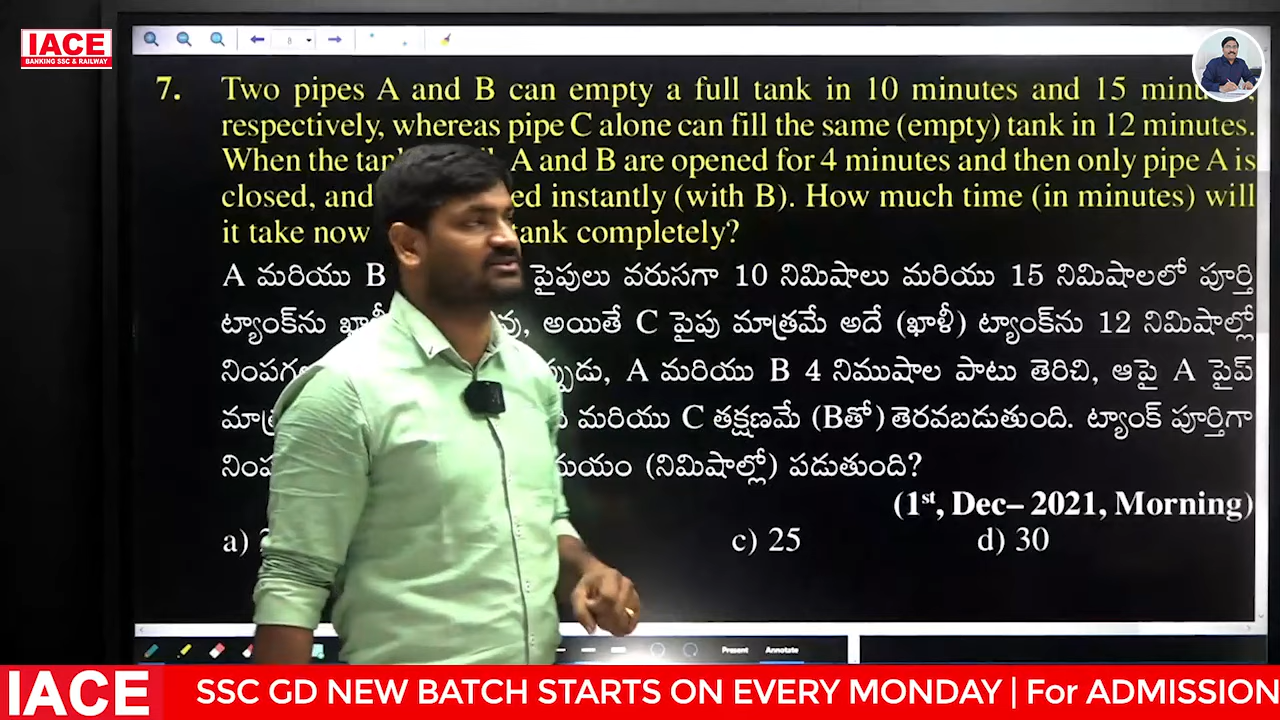 IACE
BANKING SSC & RAILWAY
8
7. Two pipes A and B can empty a full tank in 10 minutes and 15
respectively, whereas pipe C alone can fill the same (empty) tank in 12 minutes.
When the A and B are opened for 4 minutes and then only pipe A is
closed, and instantly (with B). How much time (in minutes) will
it take now tank completely?
A మరియు B పైపులు వరుసగా 10 నిమిషాలు మరియు 15 నిమిషాలలో పూర్తి
ట్యాంక్‌ను అయితే C పైపు మాత్రమే అదే (ఖాళీ) ట్యాంక్‌ను 12 నిమిషాల్లో
A మరియు B 4 నిముషాల పాటు తెరిచి, ఆపై A పైప్
మరియు C తక్షణమే (Bతో) తెరవబడుతుంది. ట్యాంక్ పూర్తిగా
(నిమిషాల్లో) పడుతుంది?
(1st, Dec– 2021, Morning)
a) c) 25 d) 30
Present Annotate
IACE SSC GD NEW BATCH STARTS ON EVERY MONDAY | For ADMISSION